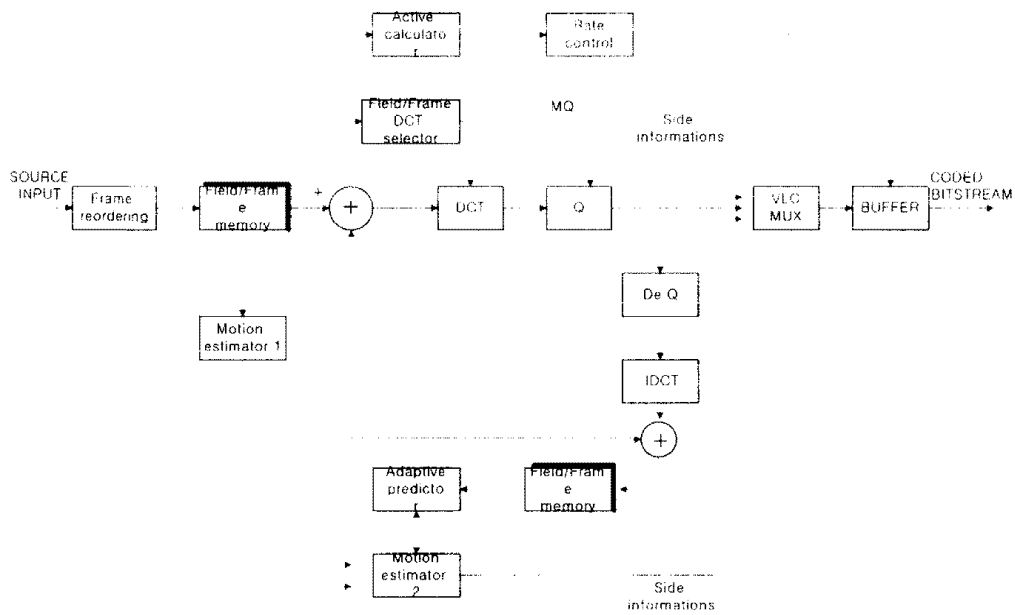 Active
calculato
r
Rate
control
Field/Frame
DCT
selector
MQ
Side
informations
SOURCE
INPUT
Frame
reordering
Field/Fram
e
memory
+
+
DCT
Q
VLC
MUX
BUFFER
CODED
BITSTREAM
De Q
Motion
estimator 1
IDCT
+
Adaptive
predicto
r
Field/Fram
e
memory
Motion
estimator
2
Side
informations